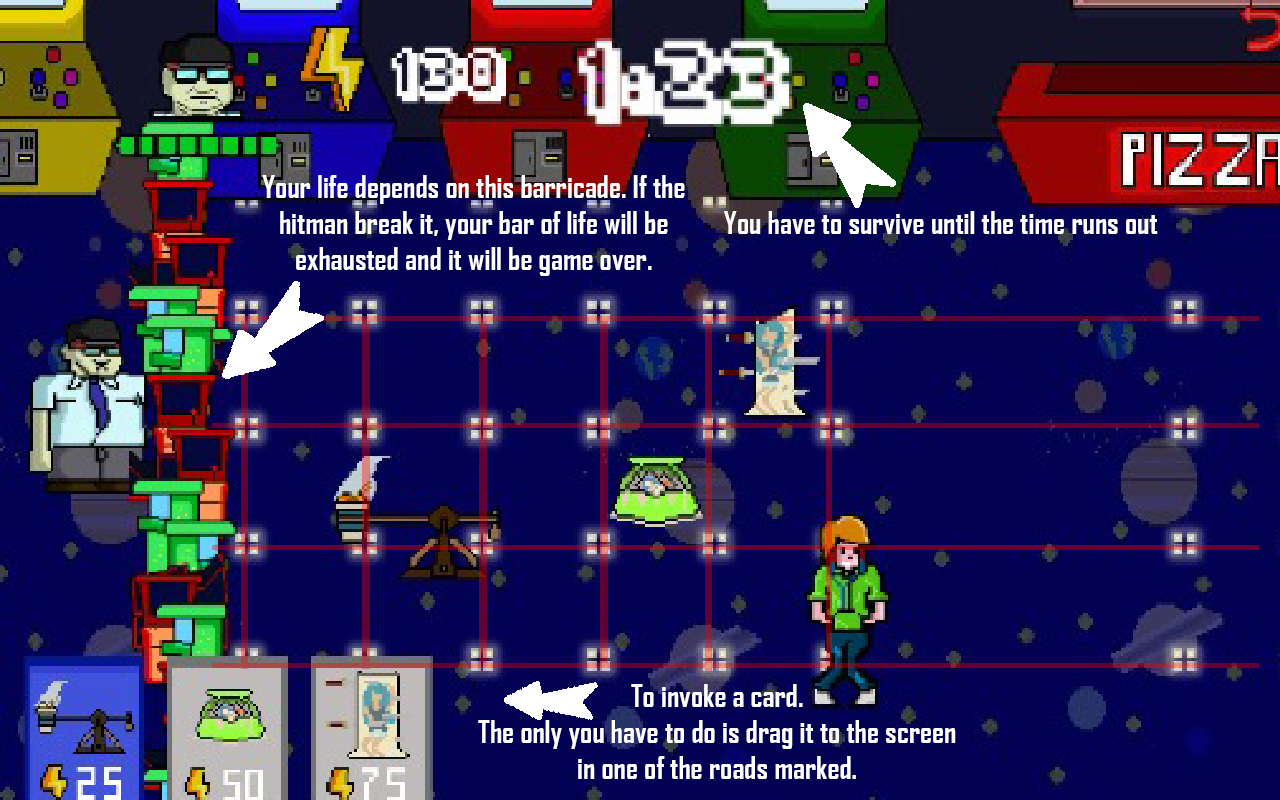 130
1:23
PIZZA
Your life depends on this barricade. If the
hitman break it, your bar of life will be
exhausted and it will be game over.
You have to survive until the time runs out
To invoke a card.
The only you have to do is drag it to the screen
in one of the roads marked.
25
50
75